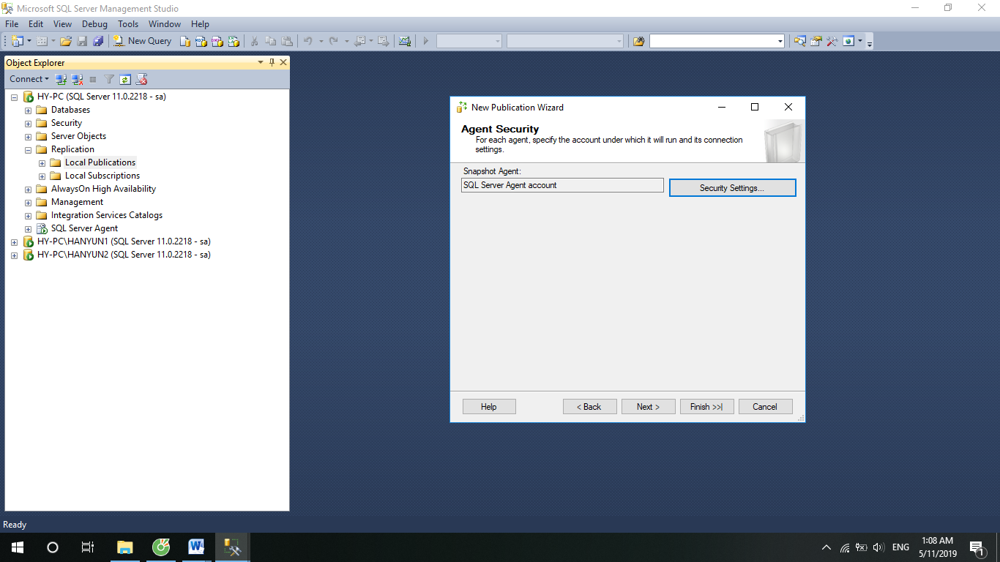 Microsoft SQL Server Management Studio
File Edit View Debug Tools Window Help
New Query
Object Explorer
Connect
HY-PC (SQL Server 11.0.2218 - sa)
Databases
Security
Server Objects
Replication
Local Publications
Local Subscriptions
AlwaysOn High Availability
Management
Integration Services Catalogs
SQL Server Agent
HY-PC\HANYUN1 (SQL Server 11.0.2218 - sa)
HY-PC\HANYUN2 (SQL Server 11.0.2218 - sa)
New Publication Wizard
Agent Security
For each agent, specify the account under which it will run and its connection
settings.
Snapshot Agent:
SQL Server Agent account
Security Settings...
Help
< Back
Next >
Finish >>|
Cancel
Ready
ENG
1:08 AM
5/11/2019
1